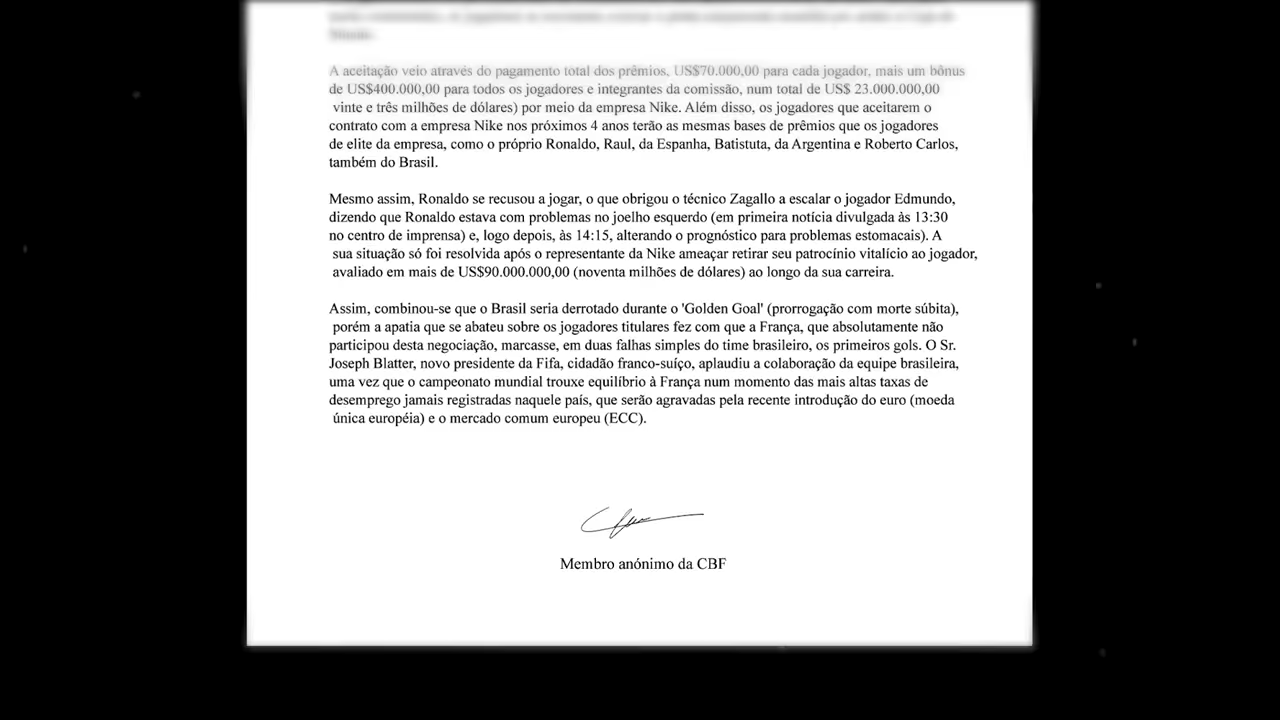 A aceitação veio através do pagamento total dos prêmios, US$70.000,00 para cada jogador, mais um bônus
de US$400.000,00 para todos os jogadores e integrantes da comissão, num total de US$ 23.000.000,00
vinte e três milhões de dólares) por meio da empresa Nike. Além disso, os jogadores que aceitarem o
contrato com a empresa Nike nos próximos 4 anos terão as mesmas bases de prêmios que os jogadores
de elite da empresa, como o próprio Ronaldo, Raul, da Espanha, Batistuta, da Argentina e Roberto Carlos,
também do Brasil.
Mesmo assim, Ronaldo se recusou a jogar, o que obrigou o técnico Zagallo a escalar o jogador Edmundo,
dizendo que Ronaldo estava com problemas no joelho esquerdo (em primeira notícia divulgada às 13:30
no centro de imprensa) e, logo depois, às 14:15, alterando o prognóstico para problemas estomacais). A
sua situação só foi resolvida após o representante da Nike ameaçar retirar seu patrocínio vitalício ao jogador,
avaliado em mais de US$90.000.000,00 (noventa milhões de dólares) ao longo da sua carreira.
Assim, combinou-se que o Brasil seria derrotado durante o 'Golden Goal' (prorrogação com morte súbita),
porém a apatia que se abateu sobre os jogadores titulares fez com que a França, que absolutamente não
participou desta negociação, marcasse, em duas falhas simples do time brasileiro, os primeiros gols. O Sr.
Joseph Blatter, novo presidente da Fifa, cidadão franco-suíço, aplaudiu a colaboração da equipe brasileira,
uma vez que o campeonato mundial trouxe equilíbrio à França num momento das mais altas taxas de
desemprego jamais registradas naquele país, que serão agravadas pela recente introdução do euro (moeda
única européia) e o mercado comum europeu (ECC).
Membro anónimo da CBF